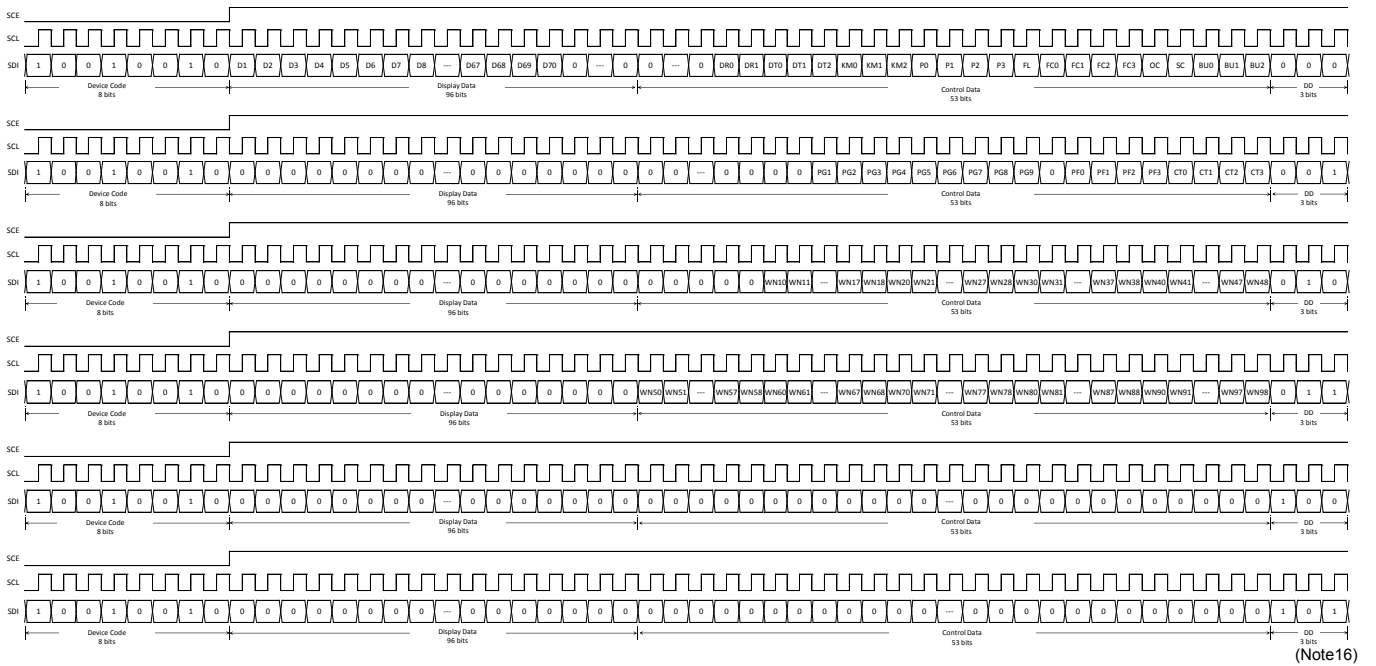 SCE
SCL
SDI 1 0 0 1 0 0 1 0 D1 D2 D3 D4 D5 D6 D7 D8 --- D67 D68 D69 D70 0 --- 0 0 --- 0 DR0 DR1 DT0 DT1 DT2 KM0 KM1 KM2 P0 P1 P2 P3 FL FC0 FC1 FC2 FC3 OC SC BU0 BU1 BU2 0 0 0
Device Code Display Data Control Data DD
8 bits 96 bits 53 bits 3 bits
SCE
SCL
SDI 1 0 0 1 0 0 1 0 0 0 0 0 0 0 0 0 --- 0 0 0 0 0 0 0 0 0 --- 0 0 0 0 PG1 PG2 PG3 PG4 PG5 PG6 PG7 PG8 PG9 0 PF0 PF1 PF2 PF3 CT0 CT1 CT2 CT3 0 0 1
Device Code Display Data Control Data DD
8 bits 96 bits 53 bits 3 bits
SCE
SCL
SDI 1 0 0 1 0 0 1 0 0 0 0 0 0 0 0 0 --- 0 0 0 0 0 0 0 0 0 0 0 0 WN10 WN11 --- WN17 WN18 WN20 WN21 --- WN27 WN28 WN30 WN31 --- WN37 WN38 WN40 WN41 --- WN47 WN48 0 1 0
Device Code Display Data Control Data DD
8 bits 96 bits 53 bits 3 bits
SCE
SCL
SDI 1 0 0 1 0 0 1 0 0 0 0 0 0 0 0 0 --- 0 0 0 0 0 0 0 WN50 WN51 --- WN57 WN58 WN60 WN61 --- WN67 WN68 WN70 WN71 --- WN77 WN78 WN80 WN81 --- WN87 WN88 WN90 WN91 --- WN97 WN98 0 1 1
Device Code Display Data Control Data DD
8 bits 96 bits 53 bits 3 bits
SCE
SCL
SDI 1 0 0 1 0 0 1 0 0 0 0 0 0 0 0 0 --- 0 0 0 0 0 0 0 0 0 0 0 0 0 0 0 0 0 0 0 --- 0 0 0 0 0 0 0 0 0 0 0 0 1 0 0
Device Code Display Data Control Data DD
8 bits 96 bits 53 bits 3 bits
SCE
SCL
SDI 1 0 0 1 0 0 1 0 0 0 0 0 0 0 0 0 --- 0 0 0 0 0 0 0 0 0 0 0 0 0 0 0 0 0 0 0 --- 0 0 0 0 0 0 0 0 0 0 0 0 1 0 1
Device Code Display Data Control Data DD
8 bits 96 bits 53 bits 3 bits
(Note16)